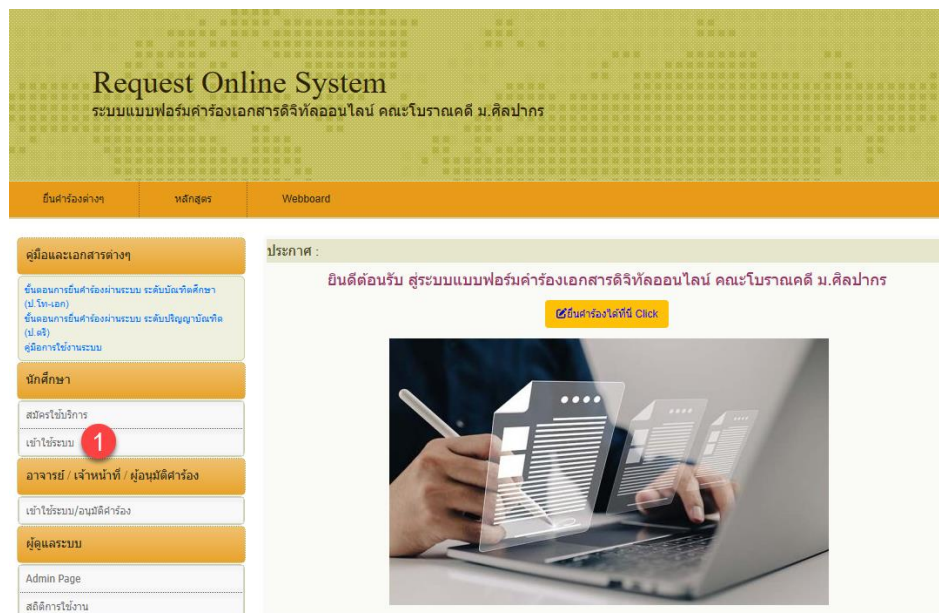 Request Online System
ระบบแบบฟอร์มคำร้องเอกสารดิจิทัลออนไลน์ คณะโบราณคดี ม.ศิลปากร
ยื่นคำร้องต่างๆ
หลักสูตร
Webboard
คู่มือและเอกสารต่างๆ
ขั้นตอนการยื่นคำร้องผ่านระบบ ระดับบัณฑิตศึกษา
(ป.โท-เอก)
ขั้นตอนการยื่นคำร้องผ่านระบบ ระดับปริญญาบัณฑิต
(ป.ตรี)
คู่มือการใช้งานระบบ
นักศึกษา
สมัครใช้บริการ
เข้าใช้ระบบ
1
อาจารย์ / เจ้าหน้าที่ / ผู้อนุมัติคำร้อง
เข้าใช้ระบบ/อนุมัติคำร้อง
ผู้ดูแลระบบ
Admin Page
สถิติการใช้งาน
ประกาศ :
ยินดีต้อนรับ สู่ระบบแบบฟอร์มคำร้องเอกสารดิจิทัลออนไลน์ คณะโบราณคดี ม.ศิลปากร
ยื่นคำร้องได้ที่นี่ Click